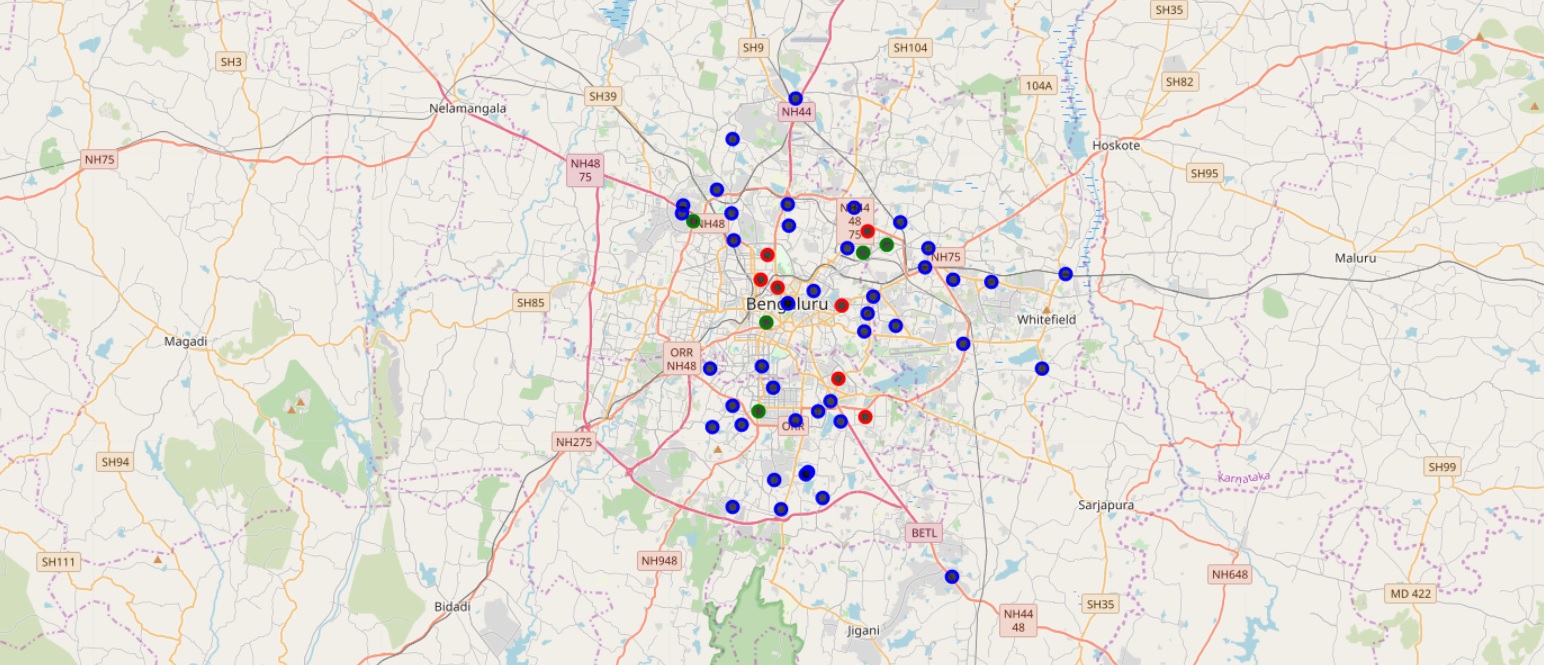 SH35
SH9
SH104
SH3
SH82
104A
SH39
Nelamangala
NH44
Hoskote
NH75
NH48
75
SH95
48
75
NH48
NH75
Maluru
SH85
Bengaluru
Whitefield
Magadi
ORR
NH48
ORR
NH275
SH94
SH99
Karnataka
Sarjapura
BETL
SH111
NH948
NH648
MD 422
SH35
Bidadi
NH44
48
Jigani